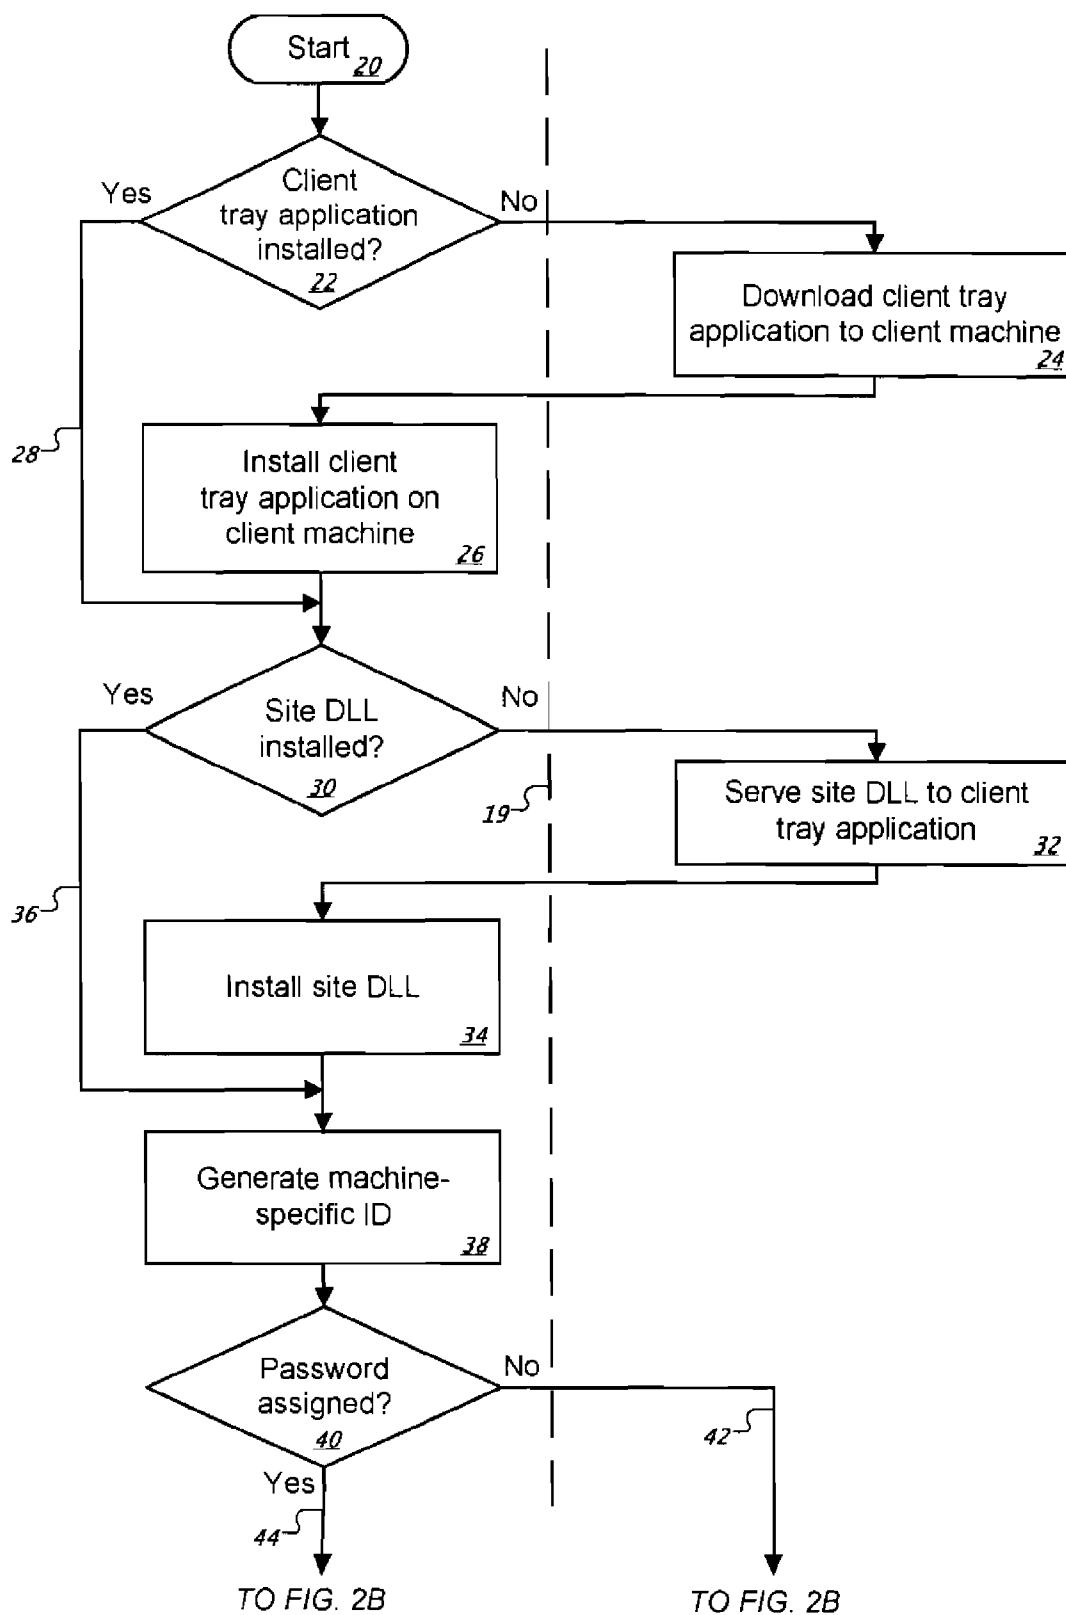 Start
20
Client
tray application
installed?
22
Yes
No
Download client tray
application to client machine
24
28
Install client
tray application on
client machine
26
Yes
No
Site DLL
installed?
30
19
Serve site DLL to client
tray application
32
36
Install site DLL
34
Generate machine-
specific ID
38
Password
assigned?
40
No
42
Yes
44
TO FIG. 2B
TO FIG. 2B